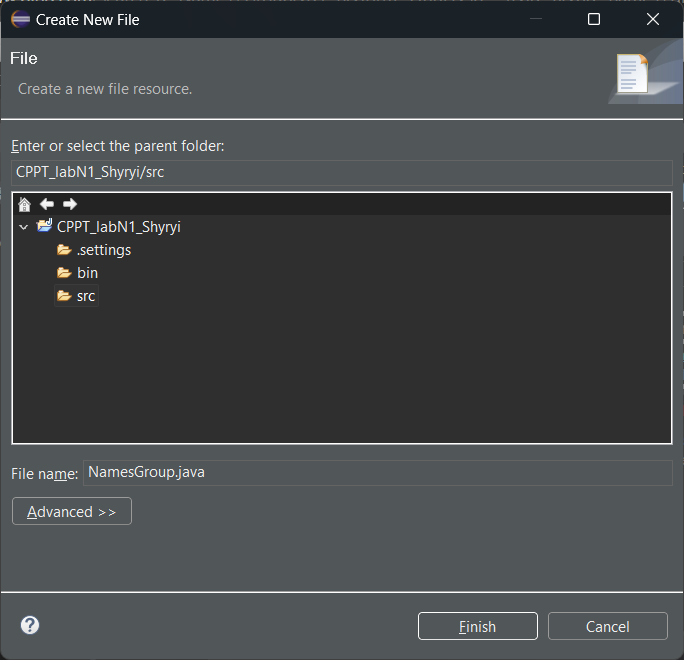 Create New File
File
Create a new file resource.
Enter or select the parent folder:
CPPT_labN1_Shyryi/src
CPPT_labN1_Shyryi
.settings
bin
src
File name: NamesGroup.java
Advanced >>
? Finish Cancel